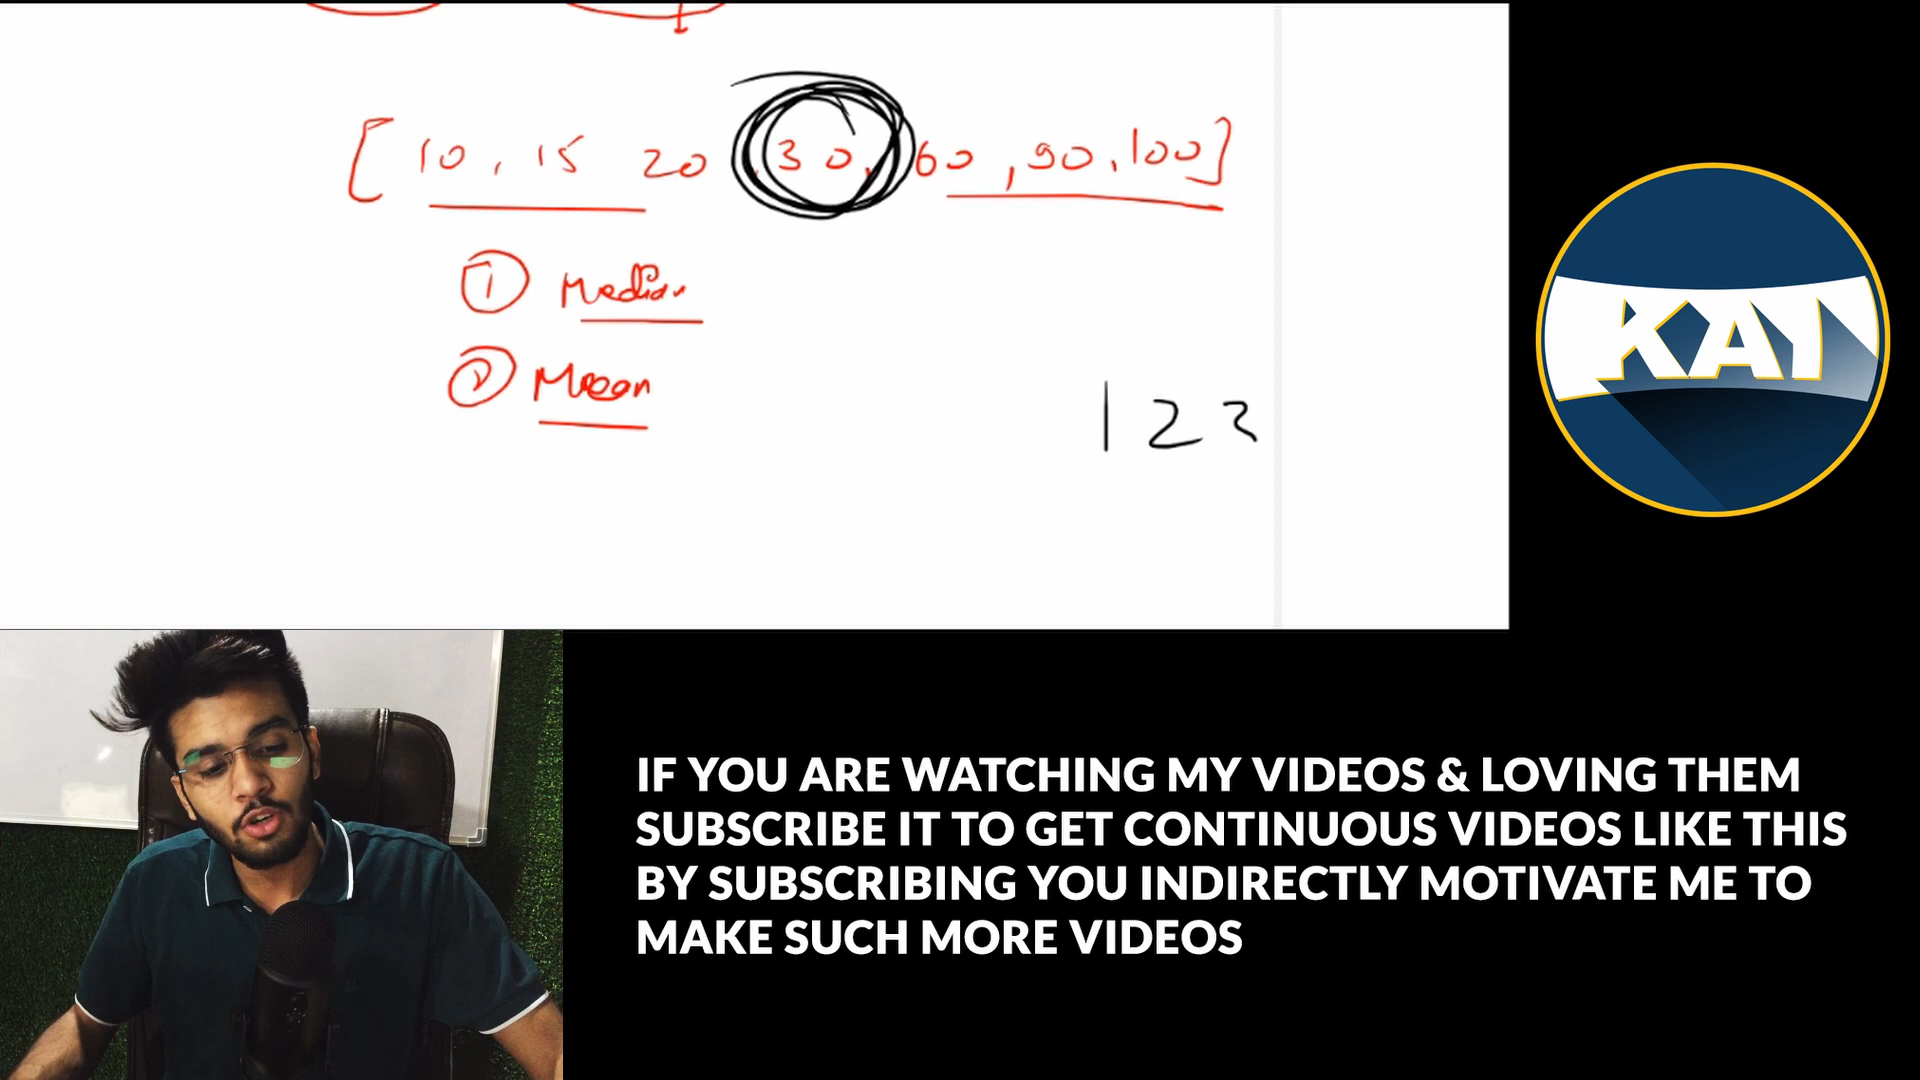 [ 10, 15 20 , 30, 60 , 90, 100 ]
① Median
② Mean
1 2 2
KAI
IF YOU ARE WATCHING MY VIDEOS & LOVING THEM
SUBSCRIBE IT TO GET CONTINUOUS VIDEOS LIKE THIS
BY SUBSCRIBING YOU INDIRECTLY MOTIVATE ME TO
MAKE SUCH MORE VIDEOS